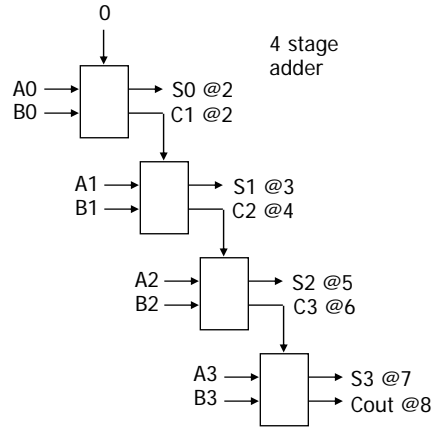 0
4 stage
adder
A0
S0 @2
B0
C1 @2
A1
S1 @3
B1
C2 @4
A2
S2 @5
B2
C3 @6
A3
S3 @7
B3
Cout @8